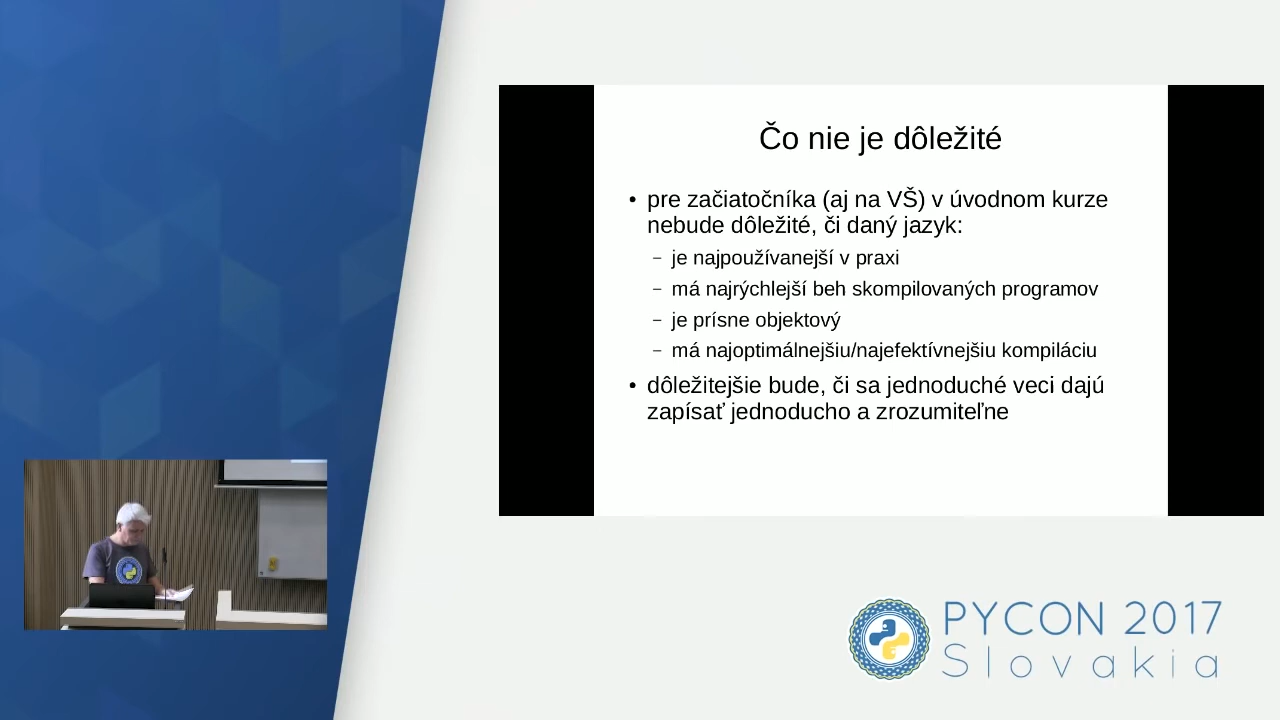 Čo nie je dôležité
• pre začiatočníka (aj na VŠ) v úvodnom kurze
nebude dôležité, či daný jazyk:
– je najpoužívanejší v praxi
– má najrýchlejší beh skompilovaných programov
– je prísne objektový
– má najoptimálnejšiu/najefektívnejšiu kompiláciu
• dôležitejšie bude, či sa jednoduché veci dajú
zapísať jednoducho a zrozumiteľne
PYCON 2017
Slovakia